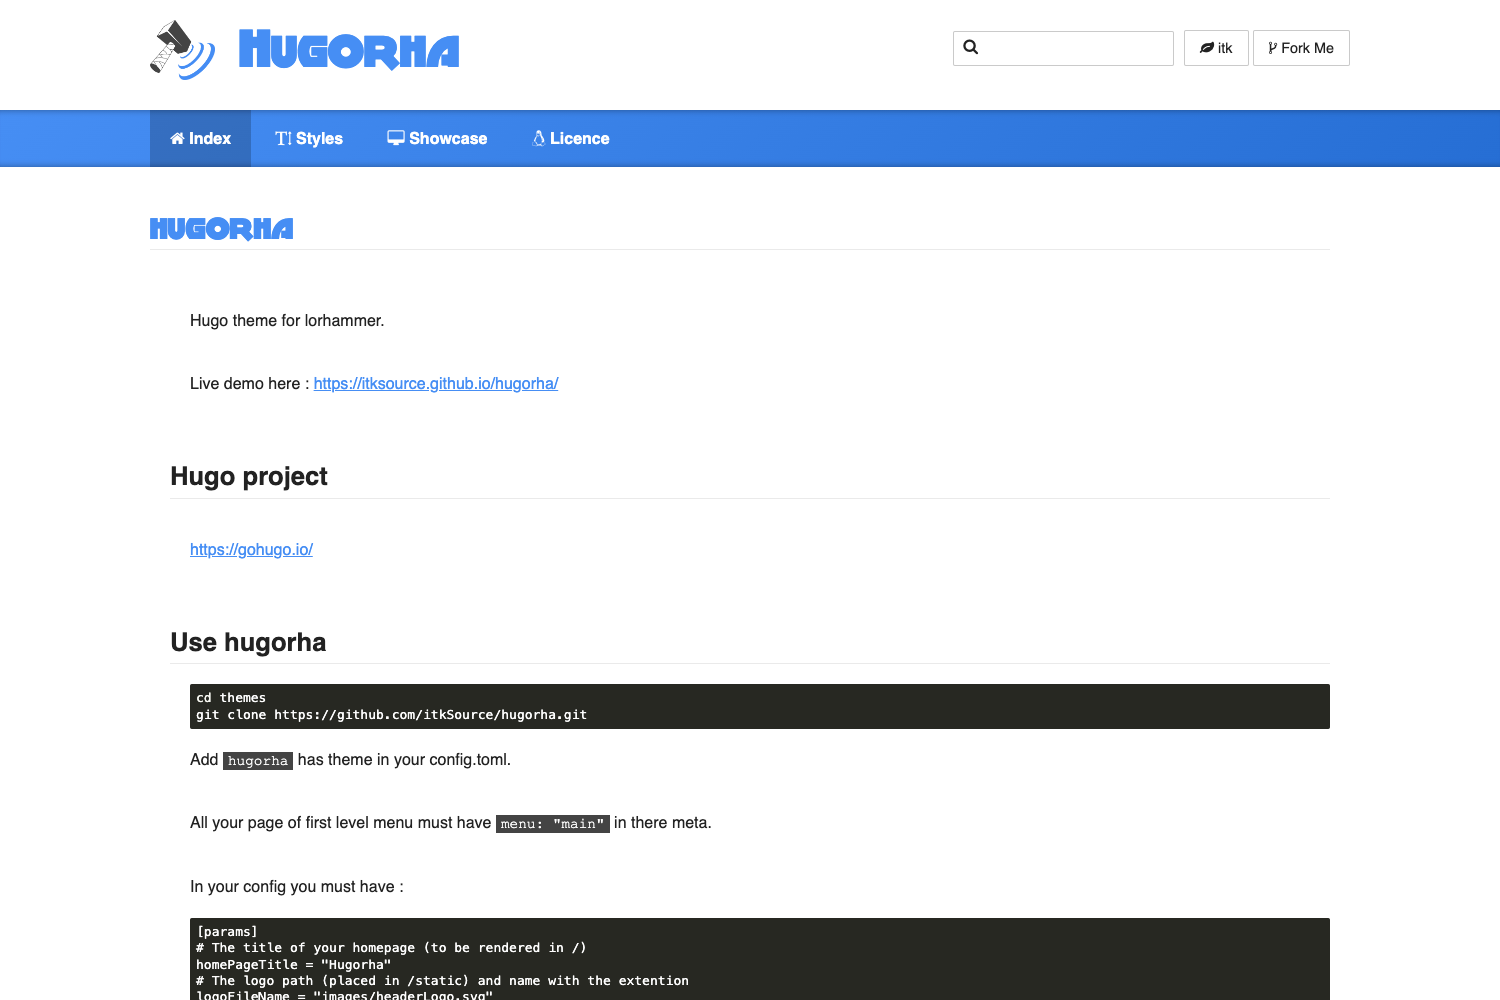 Hugorha
itk
Fork Me
Index
Styles
Showcase
Licence
HUGORHA
Hugo theme for lorhammer.
Live demo here : https://itksource.github.io/hugorha/
Hugo project
https://gohugo.io/
Use hugorha
cd themes
git clone https://github.com/itkSource/hugorha.git
Add hugorha has theme in your config.toml.
All your page of first level menu must have menu: "main" in there meta.
In your config you must have :
[params]
# The title of your homepage (to be rendered in /)
homePageTitle = "Hugorha"
# The logo path (placed in /static) and name with the extention
logoFileName = "images/headerLogo.svg"